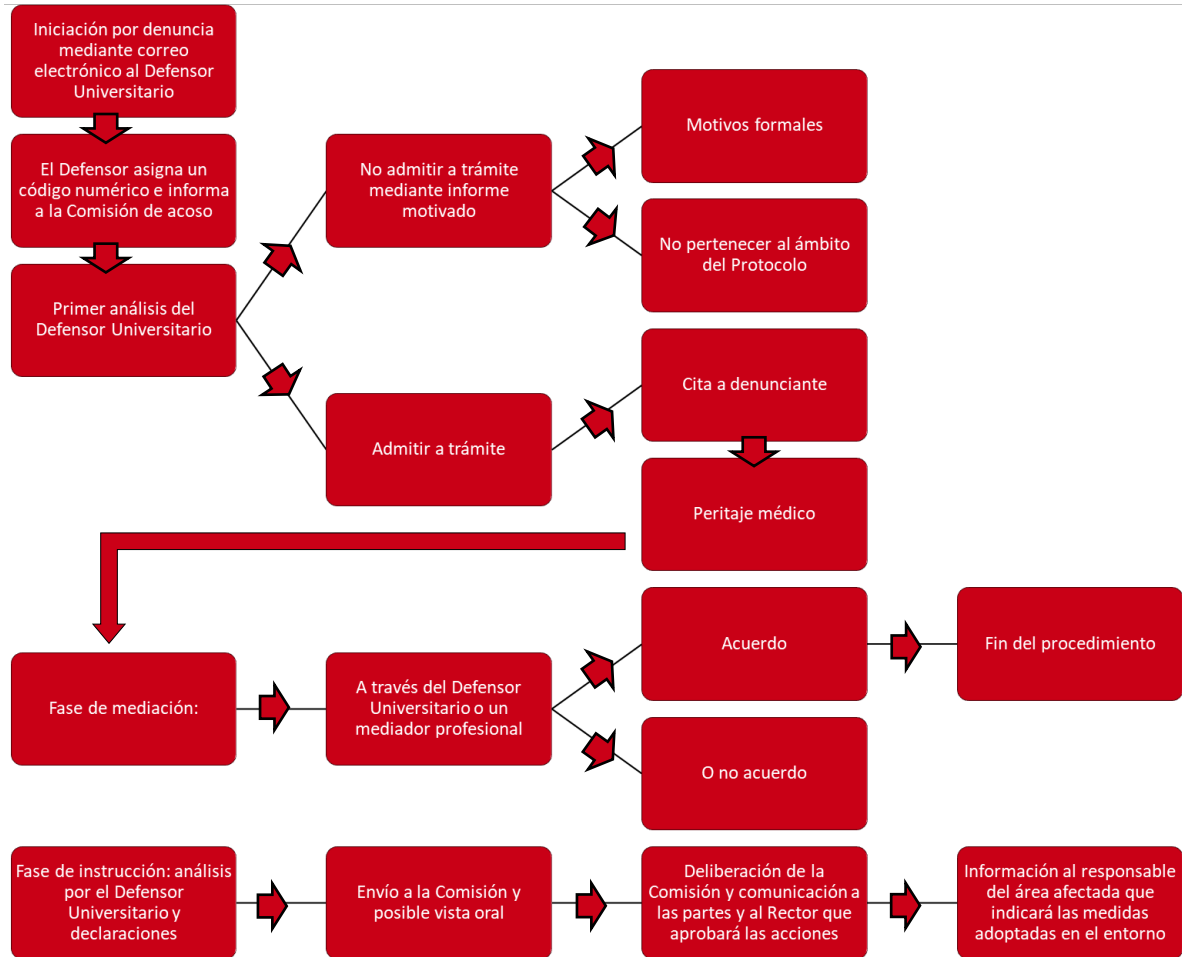 Iniciación por denuncia
mediante correo
electrónico al Defensor
Universitario
El Defensor asigna un
código numérico e informa
a la Comisión de acoso
Primer análisis del
Defensor Universitario
No admitir a trámite
mediante informe
motivado
Motivos formales
No pertenecer al ámbito
del Protocolo
Admitir a trámite
Cita a denunciante
Peritaje médico
Fase de mediación:
A través del Defensor
Universitario o un
mediador profesional
Acuerdo
Fin del procedimiento
O no acuerdo
Fase de instrucción: análisis
por el Defensor
Universitario y
declaraciones
Envío a la Comisión y
posible vista oral
Deliberación de la
Comisión y comunicación a
las partes y al Rector que
aprobará las acciones
Información al responsable
del área afectada que
indicará las medidas
adoptadas en el entorno